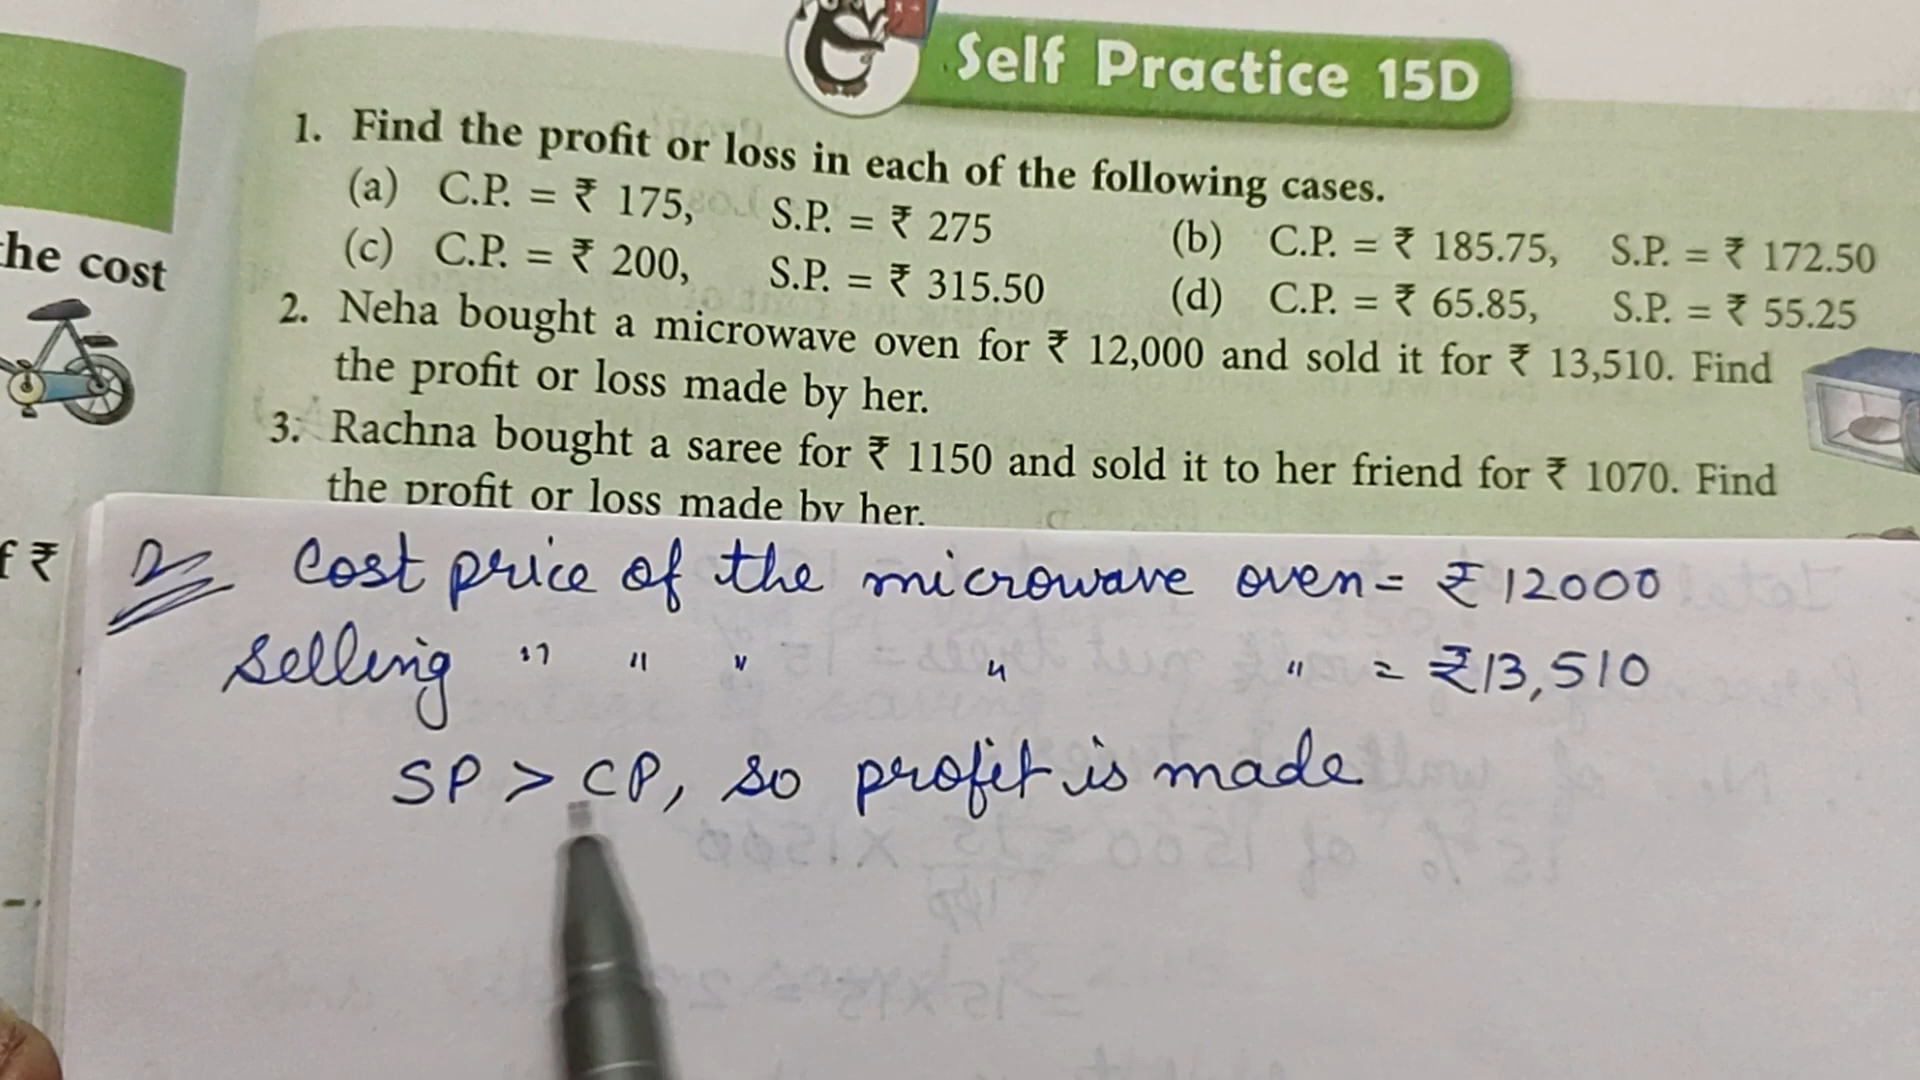 Self Practice 15D
1. Find the profit or loss in each of the following cases.
(a) C.P. = ₹ 175, S.P. = ₹ 275 (b) C.P. = ₹ 185.75, S.P. = ₹ 172.50
(c) C.P. = ₹ 200, S.P. = ₹ 315.50 (d) C.P. = ₹ 65.85, S.P. = ₹ 55.25
2. Neha bought a microwave oven for ₹ 12,000 and sold it for ₹ 13,510. Find
the profit or loss made by her.
3. Rachna bought a saree for ₹ 1150 and sold it to her friend for ₹ 1070. Find
the profit or loss made by her.
he cost
f ₹
2 Cost price of the microwave oven = ₹ 12000
Selling " " " " " = ₹13,510
SP > CP, so profit is made